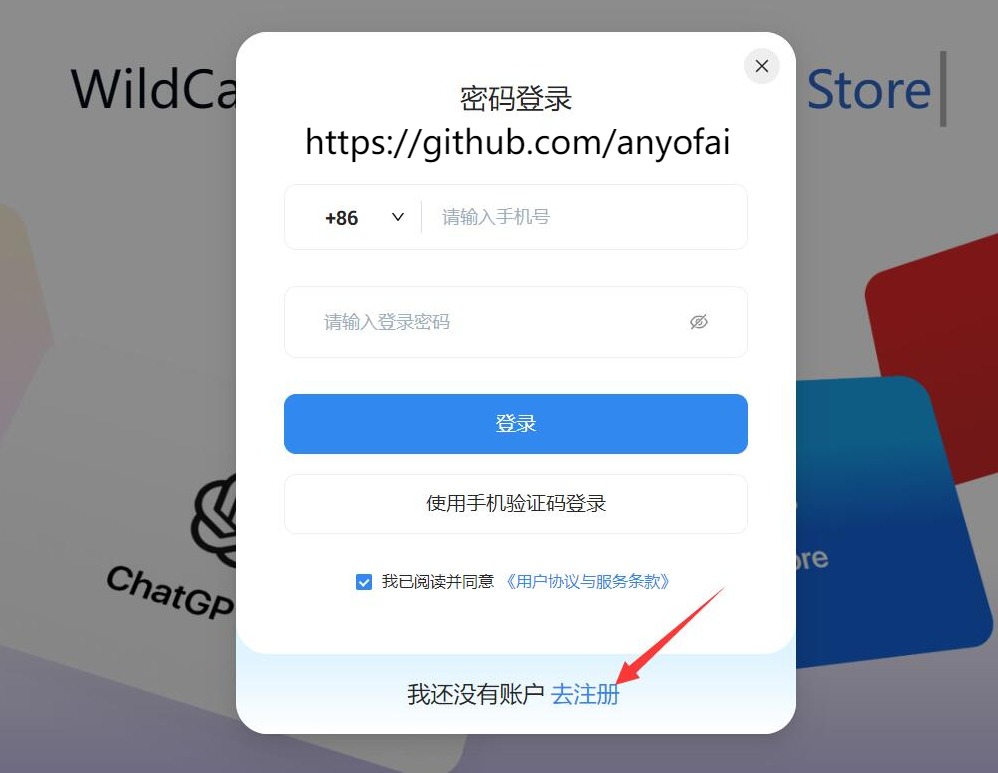 WildCa
Store
密码登录
https://github.com/anyofai
+86
请输入手机号
请输入登录密码
登录
使用手机验证码登录
ore
ChatGP
我已阅读并同意 《用户协议与服务条款》
我还没有账户 去注册